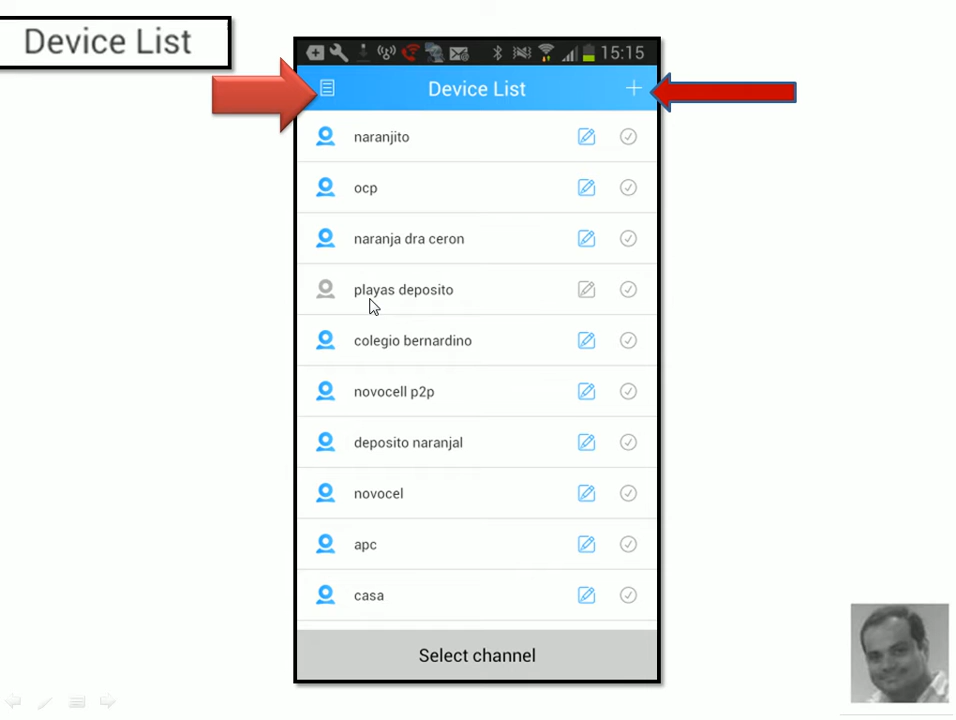 Device List
15:15
Device List
naranjito
ocp
naranja dra ceron
playas deposito
colegio bernardino
novocell p2p
deposito naranjal
novocel
apc
casa
Select channel